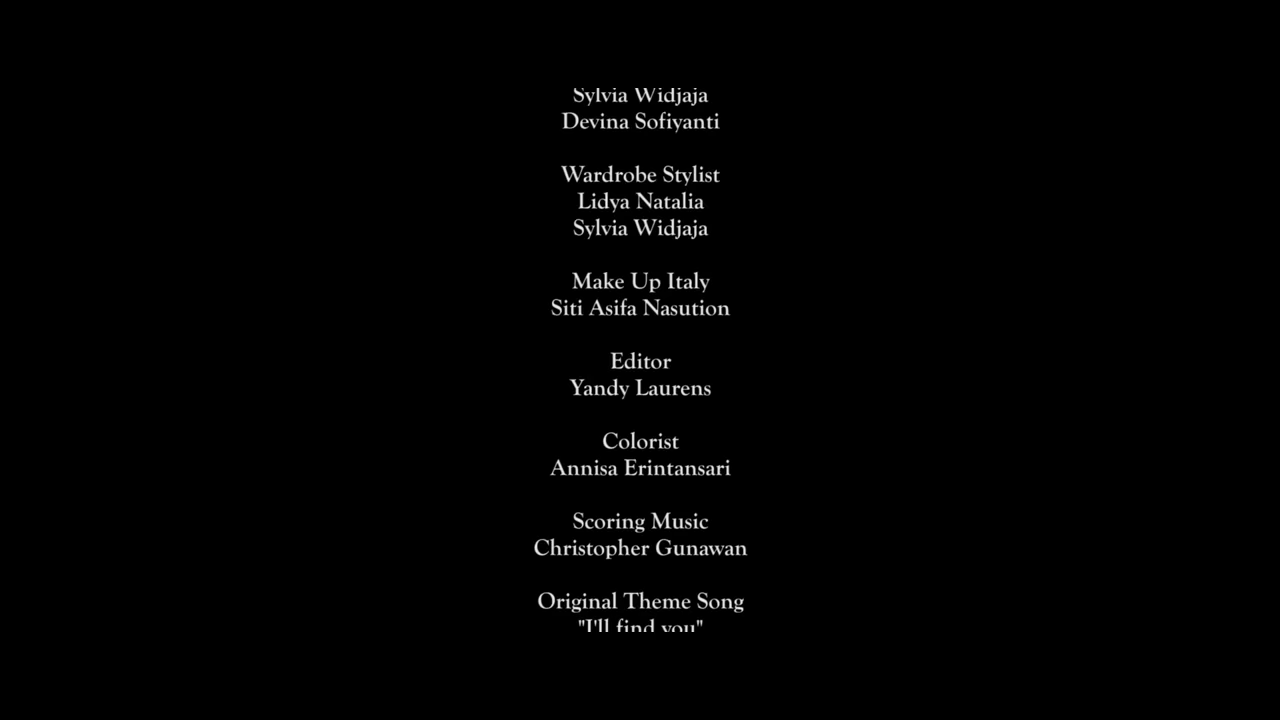 Sylvia Widjaja
Devina Sofiyanti
Wardrobe Stylist
Lidya Natalia
Sylvia Widjaja
Make Up Italy
Siti Asifa Nasution
Editor
Yandy Laurens
Colorist
Annisa Erintansari
Scoring Music
Christopher Gunawan
Original Theme Song
"I'll find you"